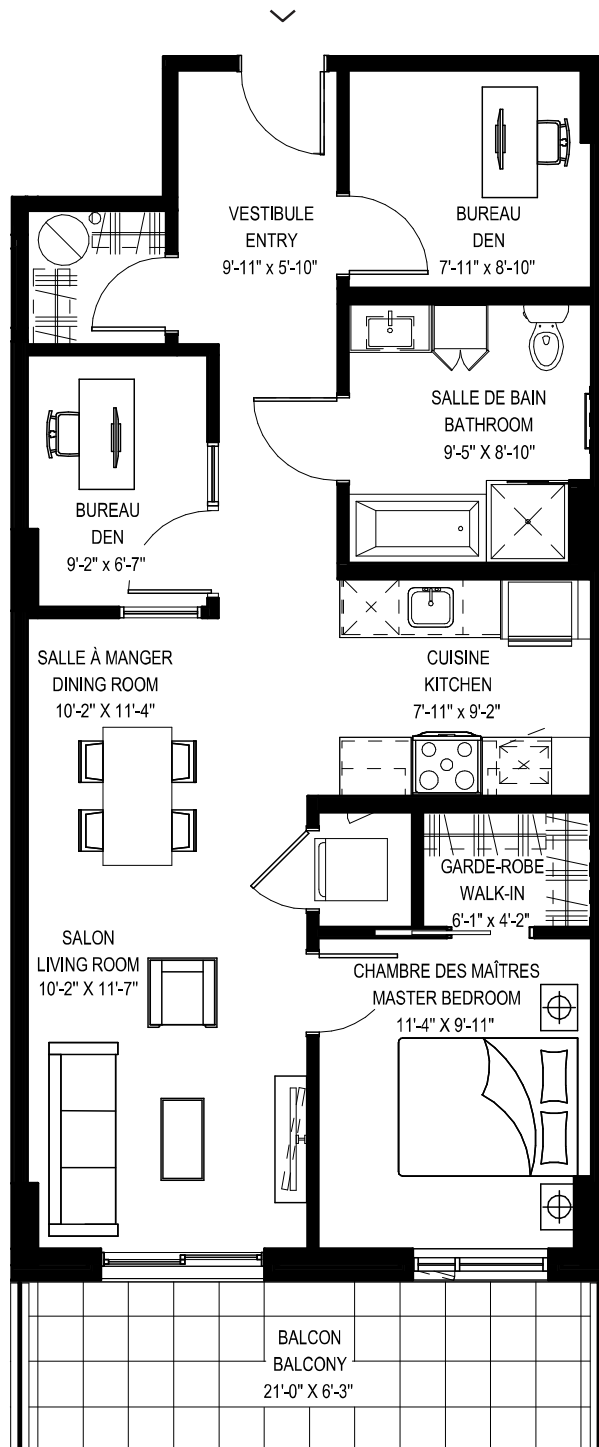 VESTIBULE
ENTRY
9'-11" x 5'-10"
BUREAU
DEN
7'-11" x 8'-10"
SALLE DE BAIN
BATHROOM
9'-5" X 8'-10"
BUREAU
DEN
9'-2" x 6'-7"
SALLE À MANGER
DINING ROOM
10'-2" X 11'-4"
CUISINE
KITCHEN
7'-11" x 9'-2"
GARDE-ROBE
WALK-IN
6'-1" x 4'-2"
SALON
LIVING ROOM
10'-2" X 11'-7"
CHAMBRE DES MAÎTRES
MASTER BEDROOM
11'-4" X 9'-11"
BALCON
BALCONY
21'-0" X 6'-3"